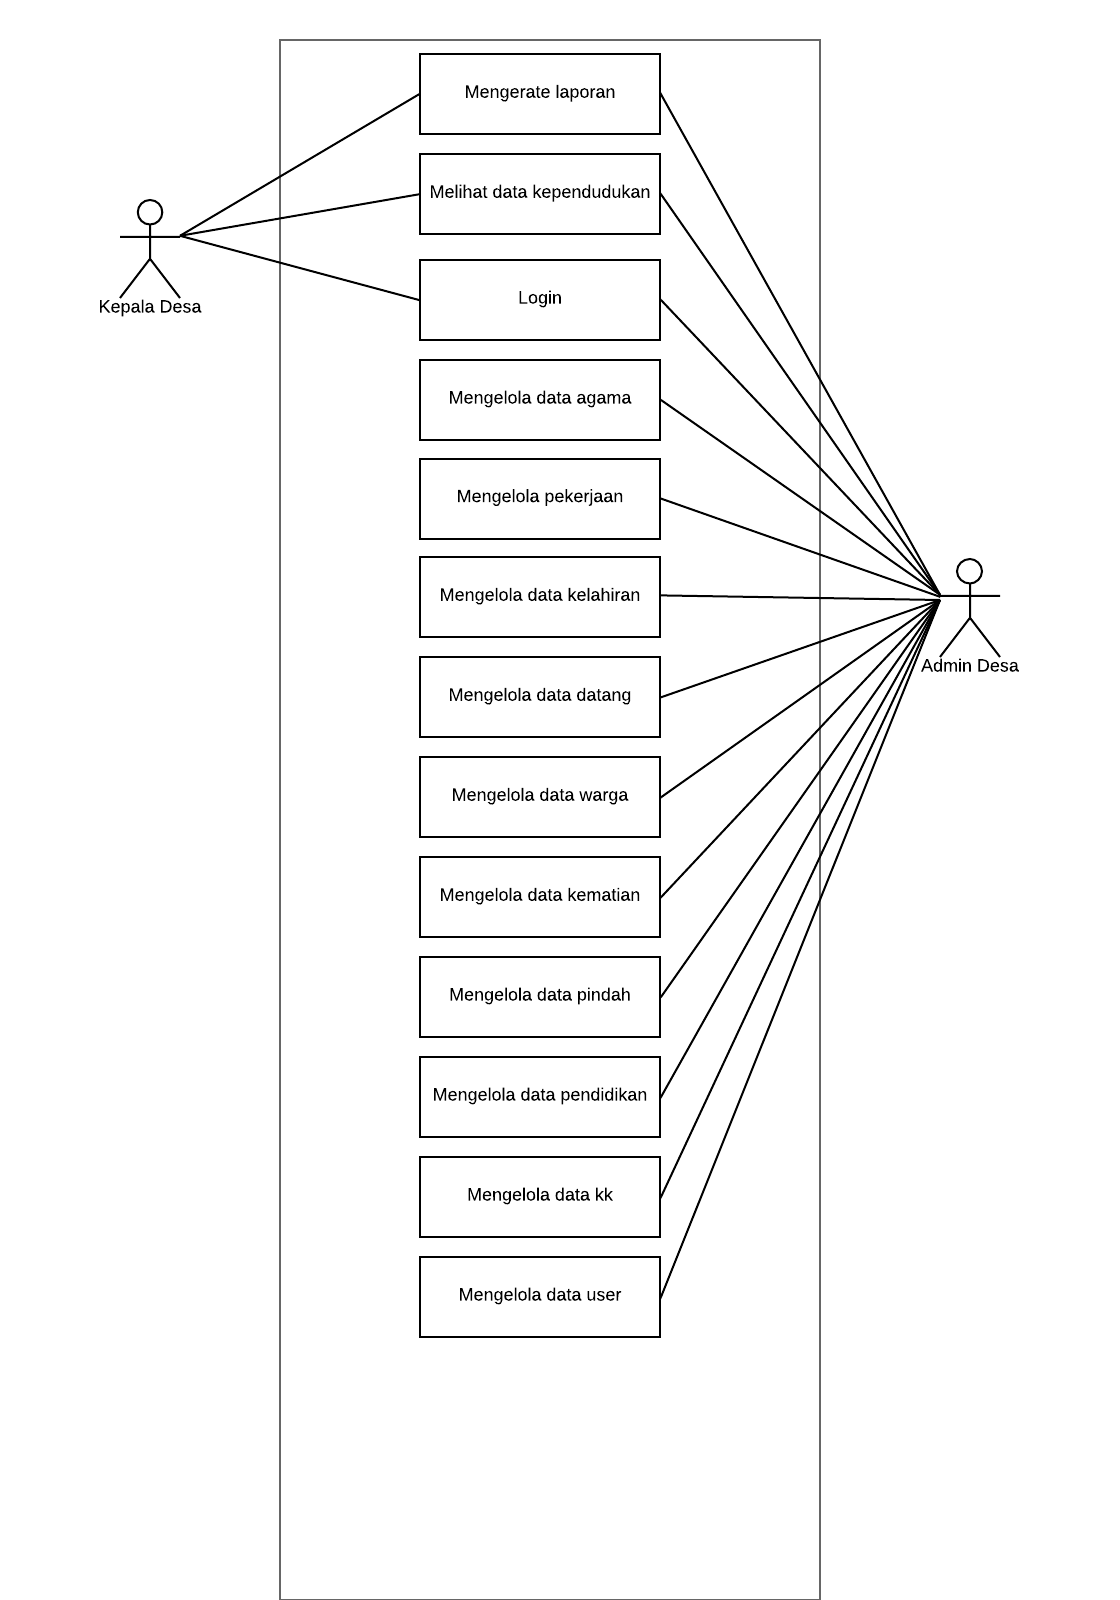 Mengerate laporan
Melihat data kependudukan
Kepala Desa
Login
Mengelola data agama
Mengelola pekerjaan
Mengelola data kelahiran
Admin Desa
Mengelola data datang
Mengelola data warga
Mengelola data kematian
Mengelola data pindah
Mengelola data pendidikan
Mengelola data kk
Mengelola data user